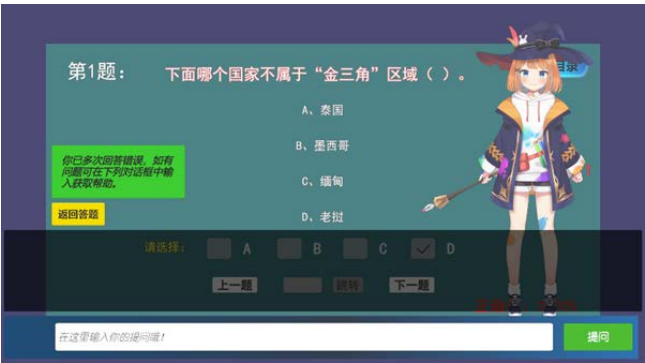 第1题：
下面哪个国家不属于“金三角”区域（ ）。
A、泰国
B、墨西哥
C、缅甸
D、老挝
你已多次回答错误，如有
问题可在下列对话框中输
入获取帮助。
返回答题
请选择：
A
B
C
D
上一题
跳转
下一题
在这里输入你的提问哦！
提问